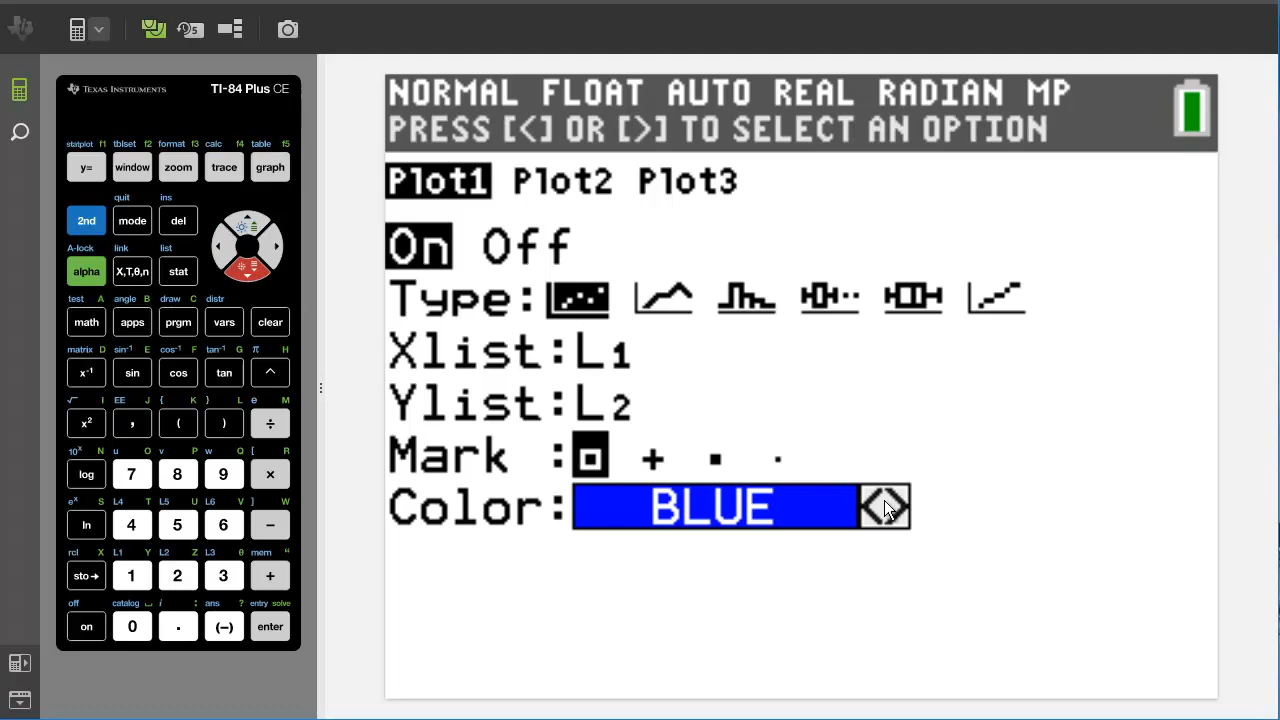 NORMAL FLOAT AUTO REAL RADIAN MP
PRESS [<] OR [>] TO SELECT AN OPTION
Plot1 Plot2 Plot3
On Off
Type:
Xlist:L1
Ylist:L2
Mark :
Color: BLUE
TEXAS INSTRUMENTS TI-84 Plus CE
statplot f1 tblset f2 format f3 calc f4 table f5
y= window zoom trace graph
quit ins
2nd mode del
A-lock link list
alpha X,T,θ,n stat
test A angle B draw C distr
math apps prgm vars clear
matrix D sin⁻¹ E cos⁻¹ F tan⁻¹ G π H
x⁻¹ sin cos tan ^
√ I EE J { K } L e M
x² , ( ) ÷
10ˣ N u O v P w Q [ R
log 7 8 9 ×
eˣ S L4 T L5 U L6 V ] W
ln 4 5 6 −
rcl X L1 Y L2 Z L3 θ mem "
sto→ 1 2 3 +
off catalog i : ans ? entry solve
on 0 . (−) enter